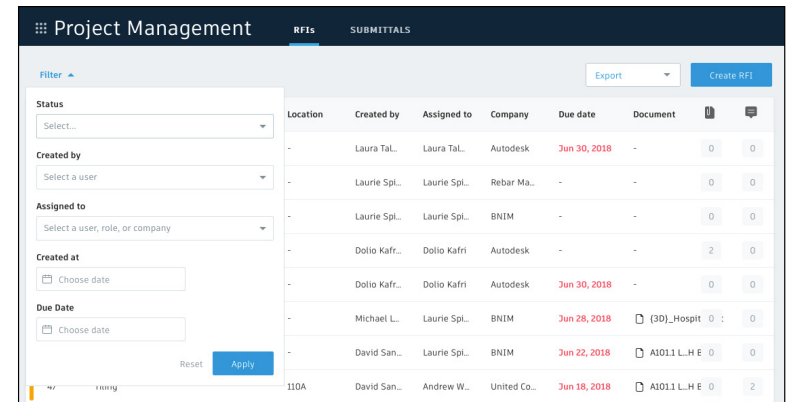 Project Management RFIs SUBMITTALS
Filter Export Create RFI
Status
Select...
Created by
Select a user
Assigned to
Select a user, role, or company
Created at
Choose date
Due Date
Choose date
Reset Apply
Location Created by Assigned to Company Due date Document
- Laura Tal... Laura Tal... Autodesk Jun 30, 2018 - 0 0
- Laurie Spi... Laurie Spi... Rebar Ma... - - 0 0
- Laurie Spi... Laurie Spi... BNIM - - 0 0
- Dolio Kafr... Dolio Kafri Autodesk - - 2 0
- Dolio Kafr... Dolio Kafri Autodesk Jun 30, 2018 - 0 0
- Michael L... Laurie Spi... BNIM Jun 28, 2018 {3D}_Hospit 0 0
- David San... Laurie Spi... BNIM Jun 22, 2018 A101.1 L...H E 0 0
47 Tiling 110A David San... Andrew W... United Co... Jun 18, 2018 A101.1 L...H E 0 2